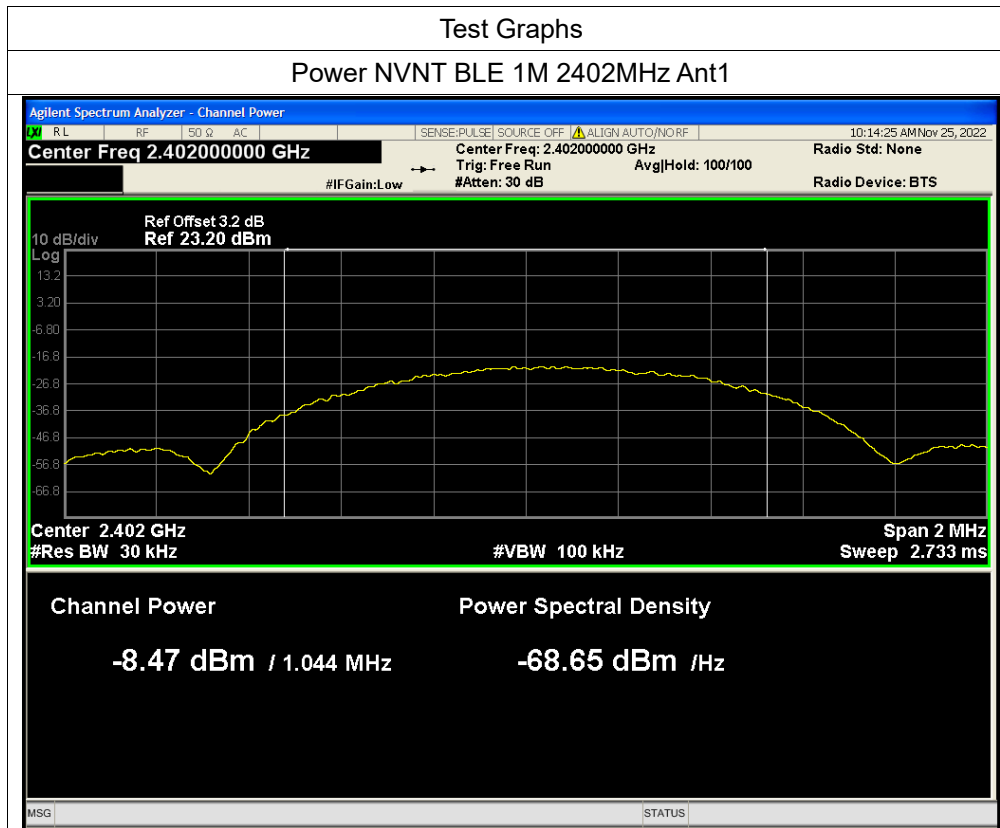 Test Graphs
Power NVNT BLE 1M 2402MHz Ant1
Agilent Spectrum Analyzer - Channel Power
LXI RL RF 50 Ω AC SENSE:PULSE SOURCE OFF ALIGN AUTO/NO RF 10:14:25 AM Nov 25, 2022
Center Freq 2.402000000 GHz Center Freq: 2.402000000 GHz Radio Std: None
Trig: Free Run Avg|Hold: 100/100
#IFGain:Low #Atten: 30 dB Radio Device: BTS
Ref Offset 3.2 dB
10 dB/div Ref 23.20 dBm
Log
13.2
3.20
-6.80
-16.8
-26.8
-36.8
-46.8
-56.8
-66.8
Center 2.402 GHz Span 2 MHz
#Res BW 30 kHz #VBW 100 kHz Sweep 2.733 ms
Channel Power Power Spectral Density
-8.47 dBm / 1.044 MHz -68.65 dBm /Hz
MSG STATUS